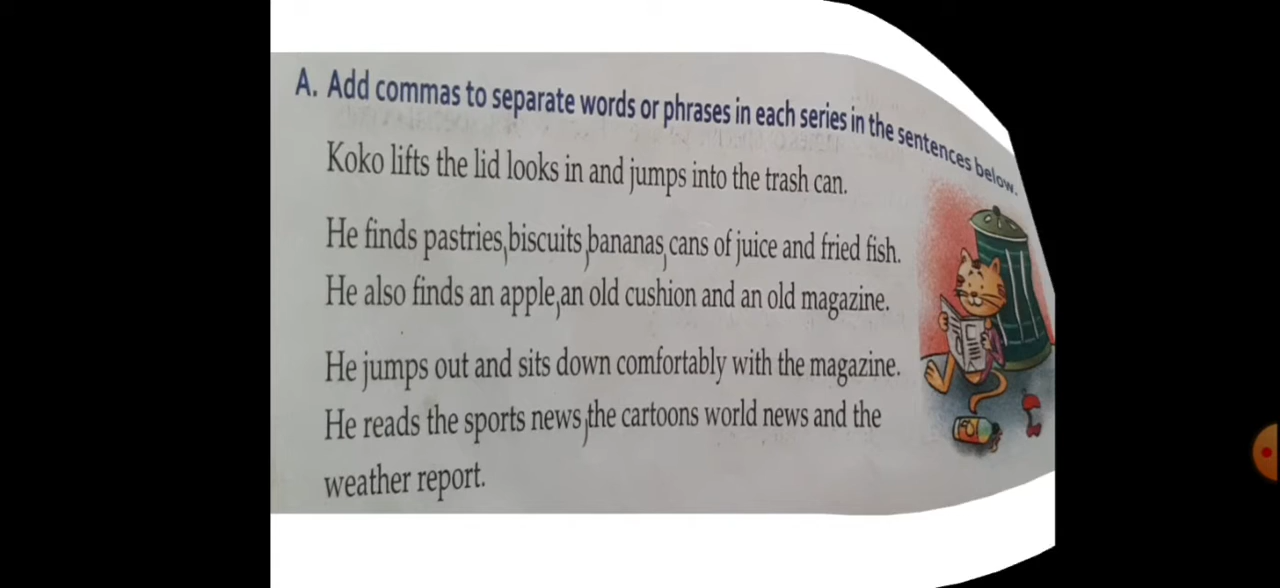 A. Add commas to separate words or phrases in each series in the sentences below.
Koko lifts the lid looks in and jumps into the trash can.
He finds pastries,biscuits,bananas,cans of juice and fried fish.
He also finds an apple,an old cushion and an old magazine.
He jumps out and sits down comfortably with the magazine.
He reads the sports news,the cartoons world news and the
weather report.